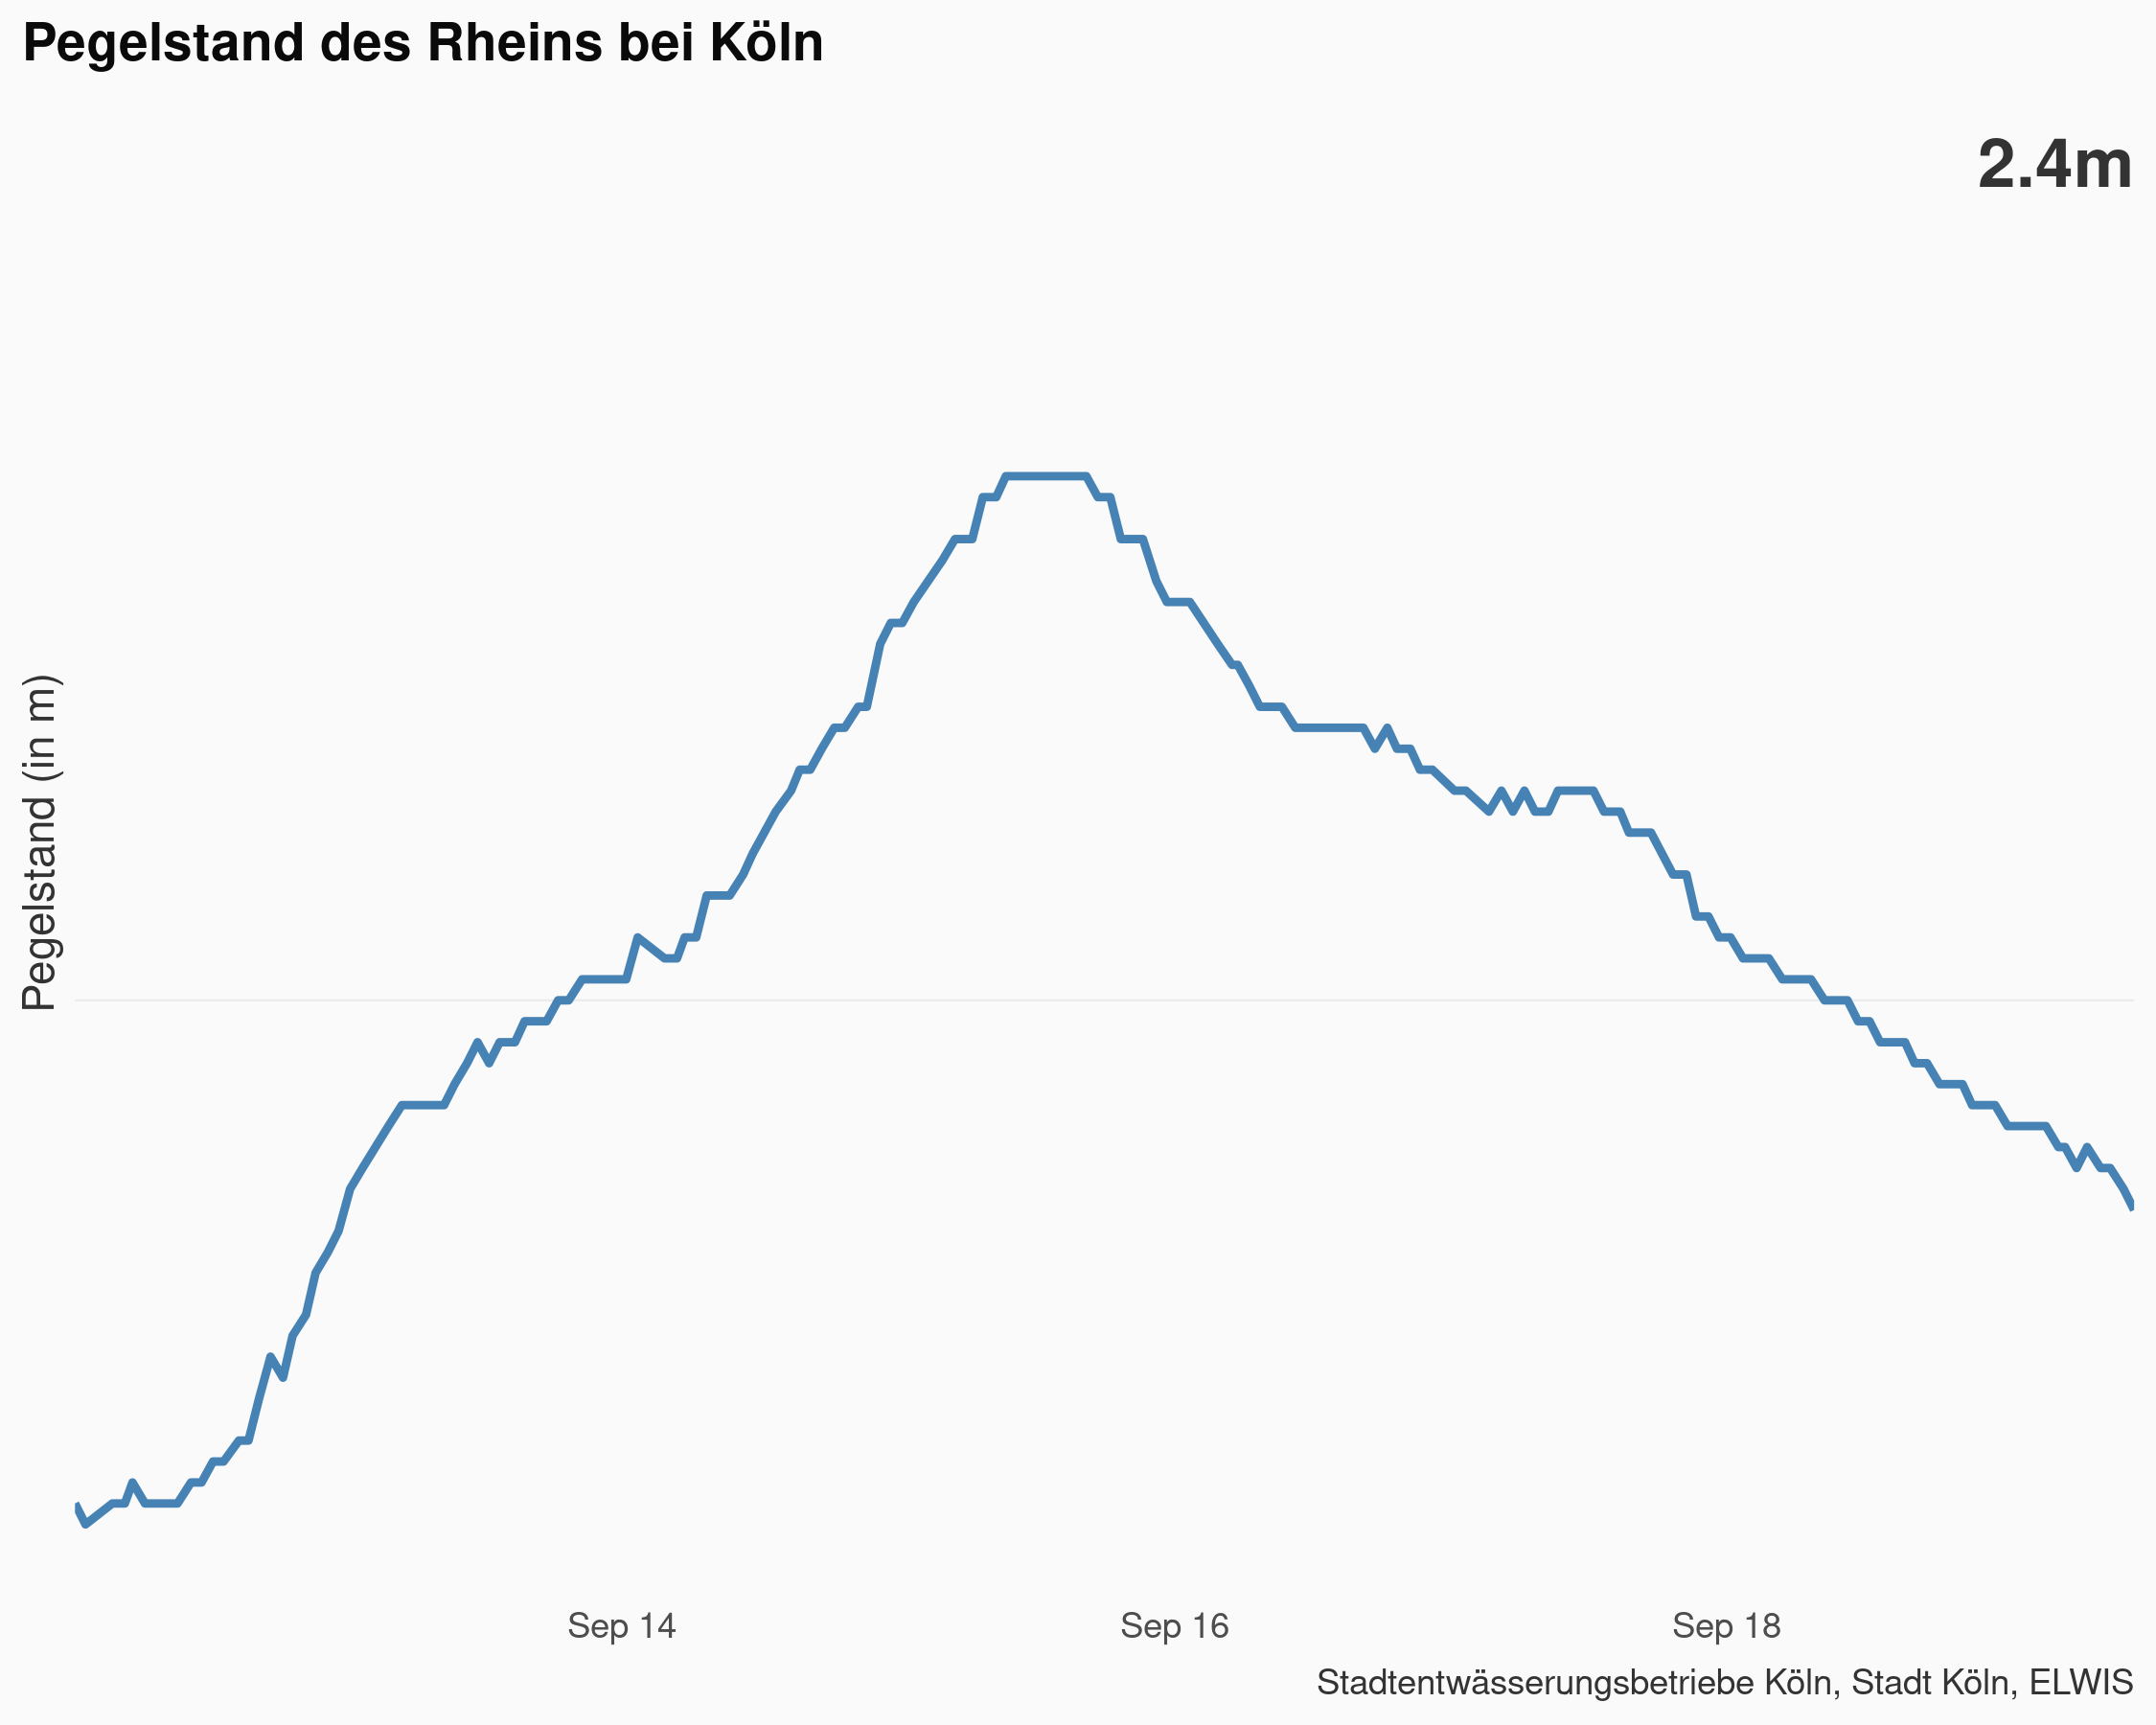 Pegelstand des Rheins bei Köln
2.4m
Pegelstand (in m)
Sep 14
Sep 16
Sep 18
Stadtentwässerungsbetriebe Köln, Stadt Köln, ELWIS